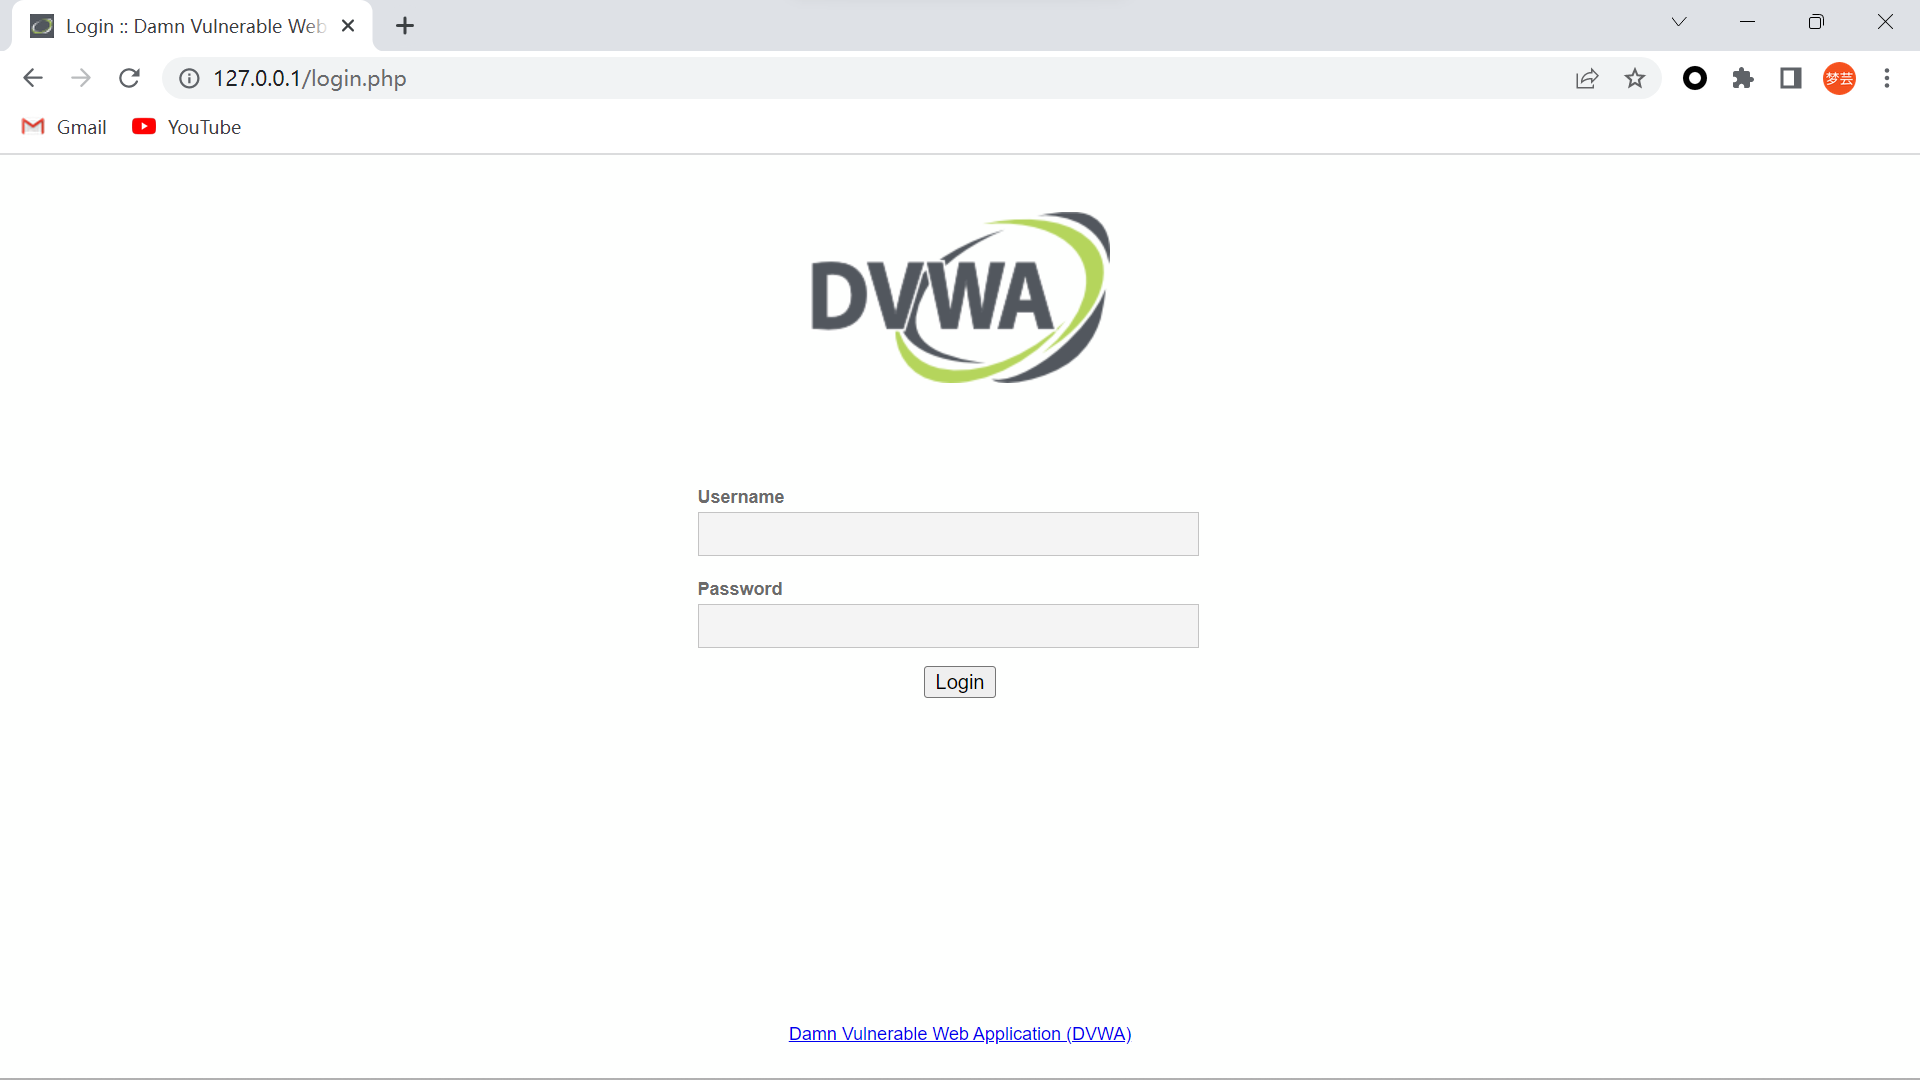 Login :: Damn Vulnerable Web
127.0.0.1/login.php
梦芸
Gmail
YouTube
DVWA
Username
Password
Login
Damn Vulnerable Web Application (DVWA)